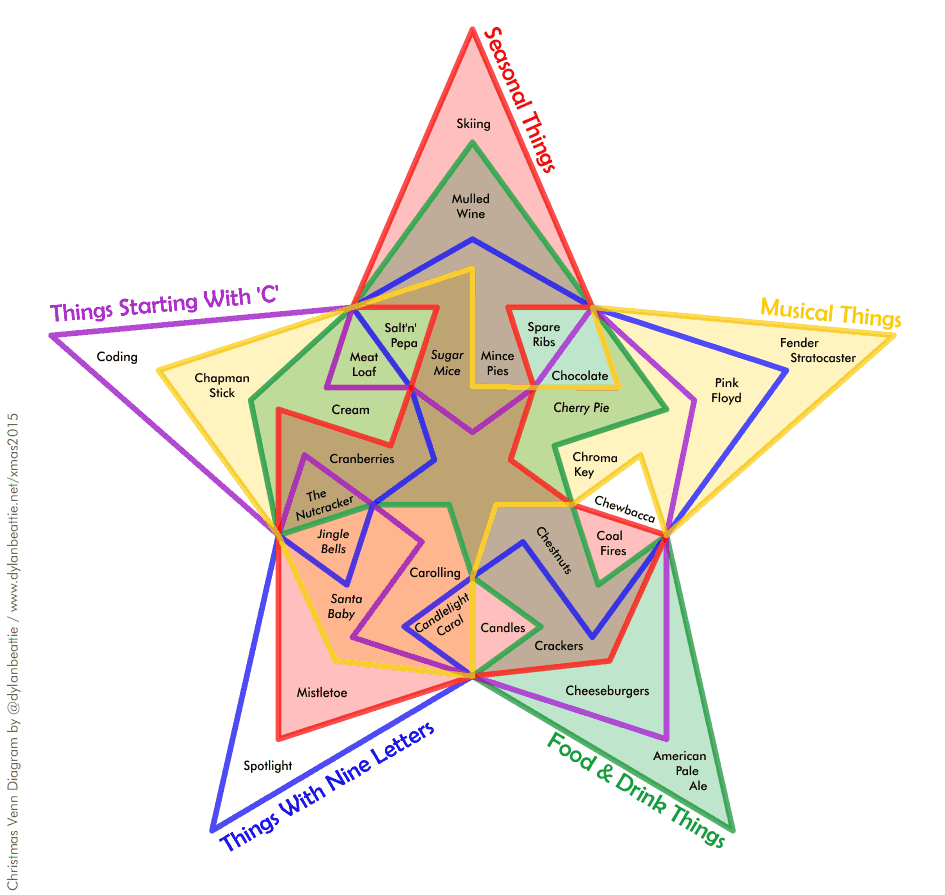 Seasonal Things
Skiing
Mulled
Wine
Things Starting With 'C'
Musical Things
Coding
Salt'n'
Pepa
Meat
Loaf
Sugar
Mice
Mince
Pies
Spare
Ribs
Chocolate
Fender
Stratocaster
Chapman
Stick
Pink
Floyd
Cream
Cherry Pie
Cranberries
Chroma
Key
The
Nutcracker
Chewbacca
Jingle
Bells
Chestnuts
Coal
Fires
Carolling
Santa
Baby
Candlelight
Carol
Candles
Crackers
Mistletoe
Cheeseburgers
Spotlight
American
Pale
Ale
Things With Nine Letters
Food & Drink Things
Christmas Venn Diagram by @dylanbeattie / www.dylanbeattie.net/xmas2015